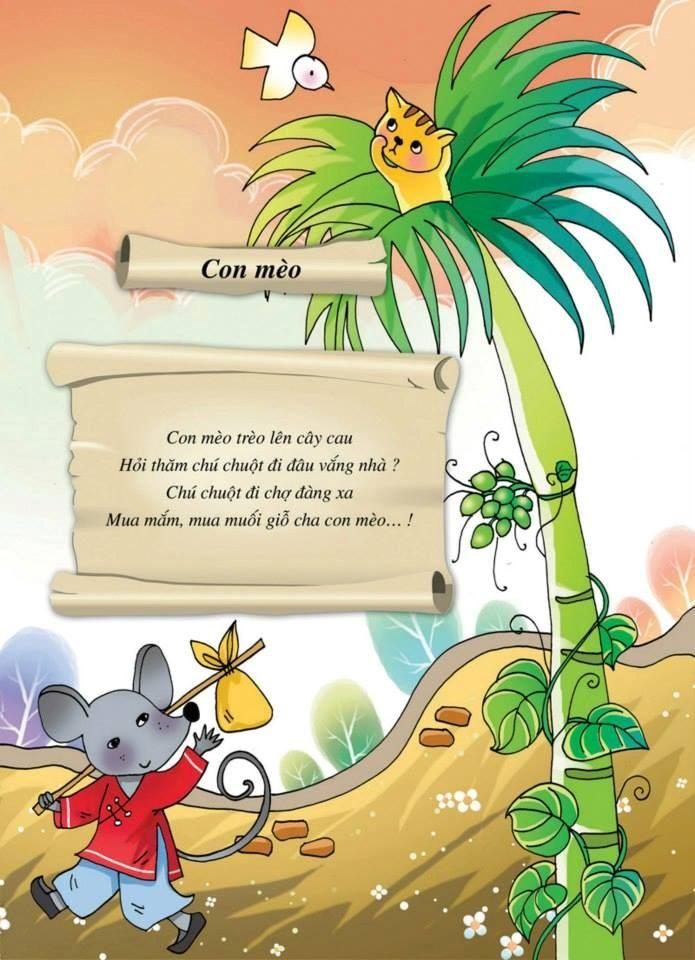 Con mèo
Con mèo trèo lên cây cau
Hỏi thăm chú chuột đi đâu vắng nhà ?
Chú chuột đi chợ đàng xa
Mua mắm, mua muối giỗ cha con mèo... !